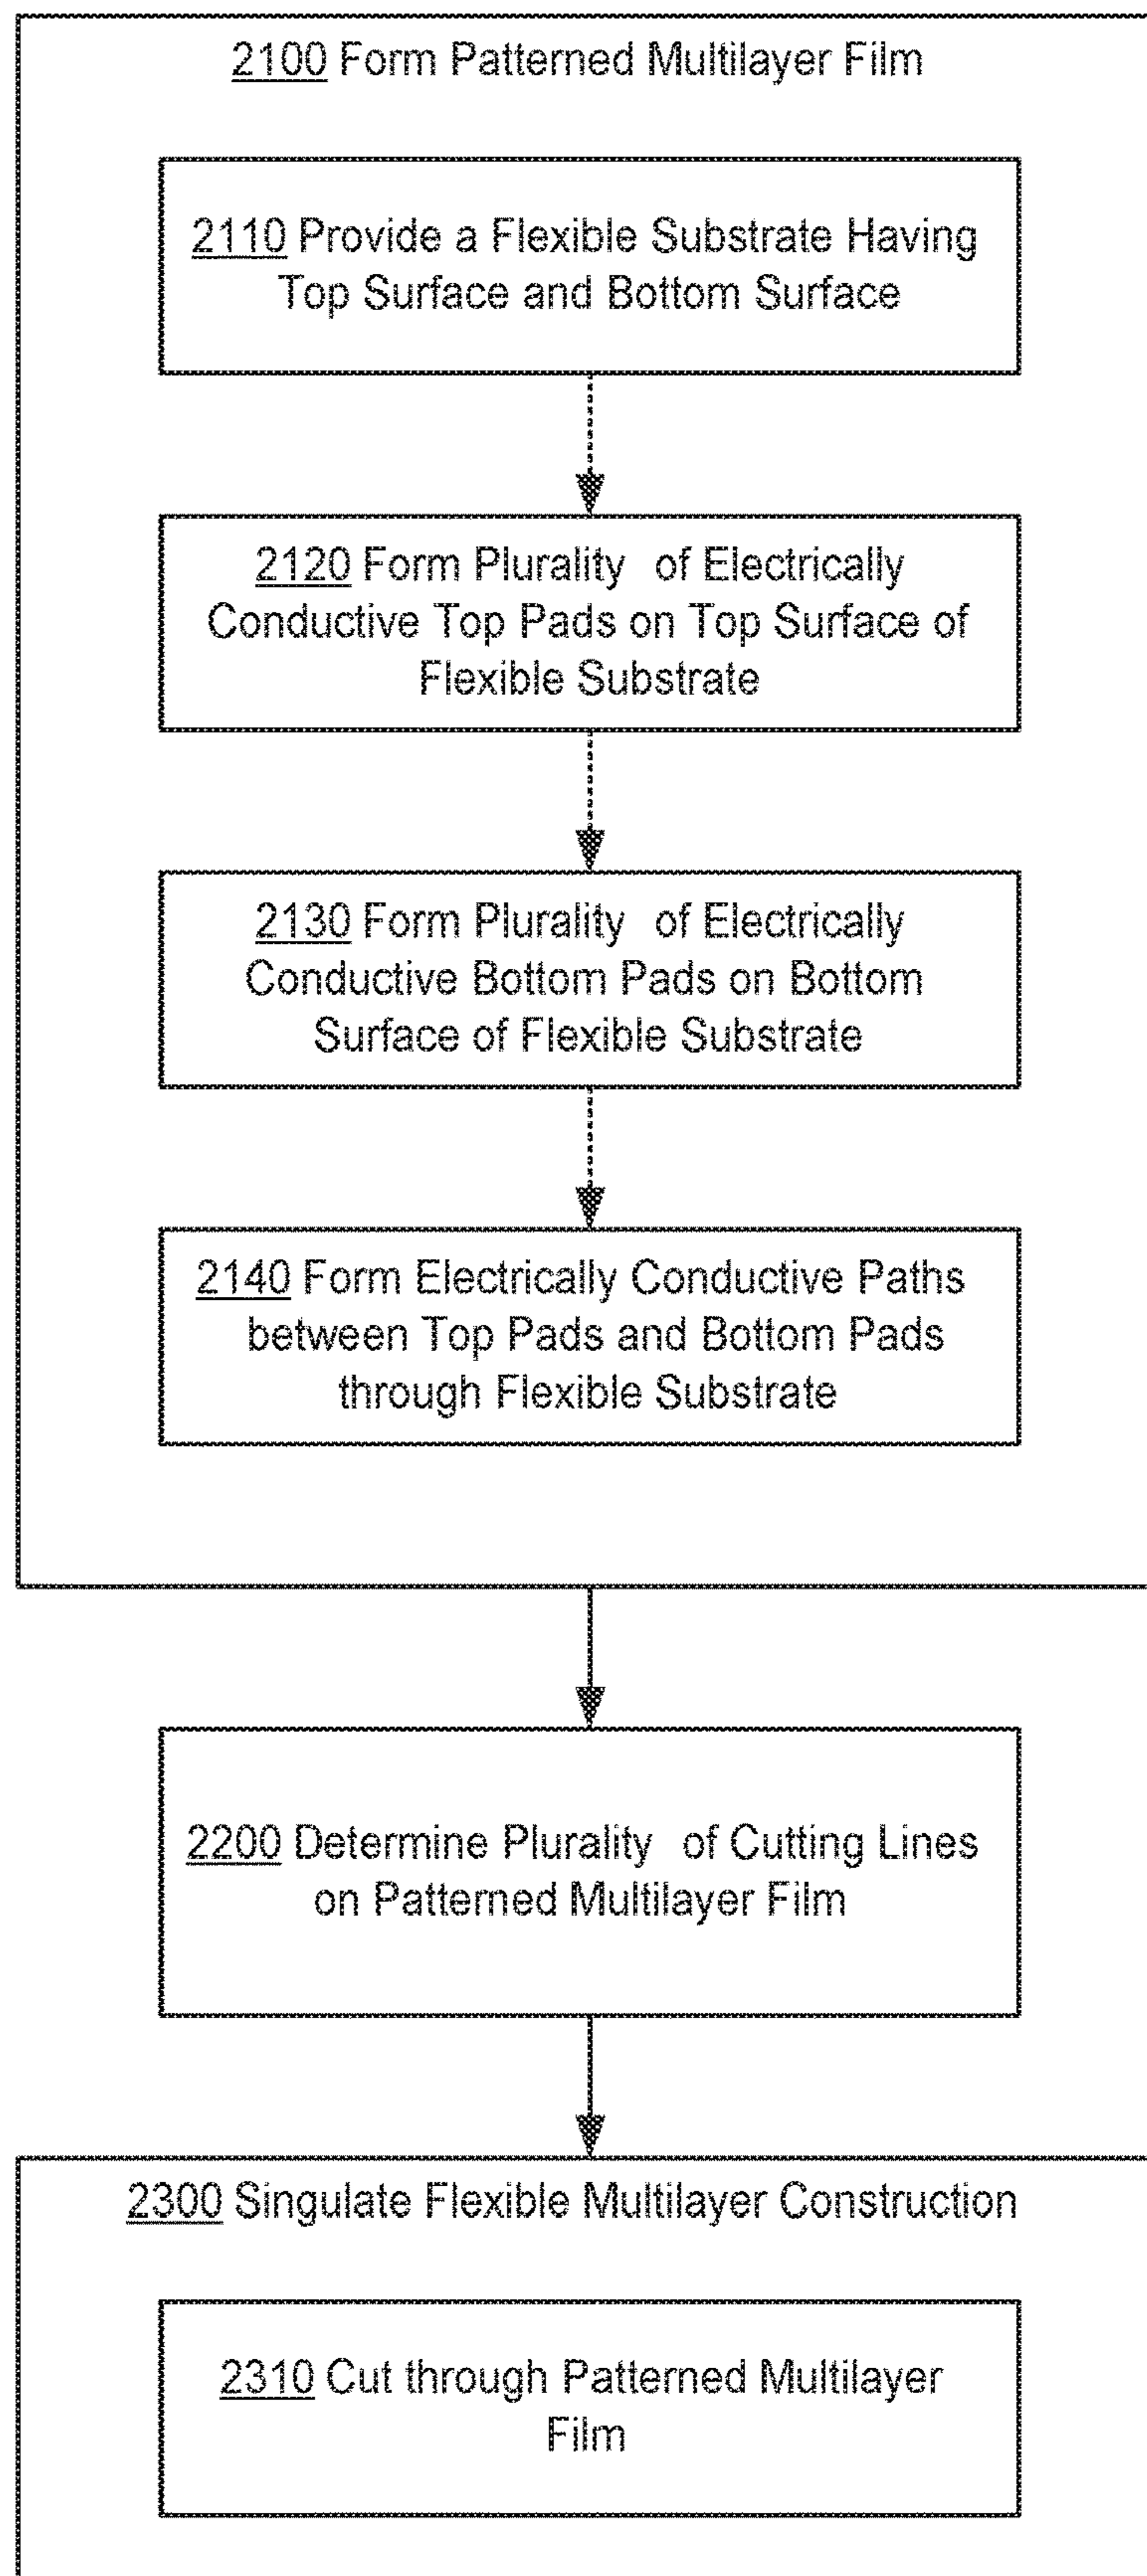 2100 Form Patterned Multilayer Film
2110 Provide a Flexible Substrate Having
Top Surface and Bottom Surface
2120 Form Plurality of Electrically
Conductive Top Pads on Top Surface of
Flexible Substrate
2130 Form Plurality of Electrically
Conductive Bottom Pads on Bottom
Surface of Flexible Substrate
2140 Form Electrically Conductive Paths
between Top Pads and Bottom Pads
through Flexible Substrate
2200 Determine Plurality of Cutting Lines
on Patterned Multilayer Film
2300 Singulate Flexible Multilayer Construction
2310 Cut through Patterned Multilayer
Film